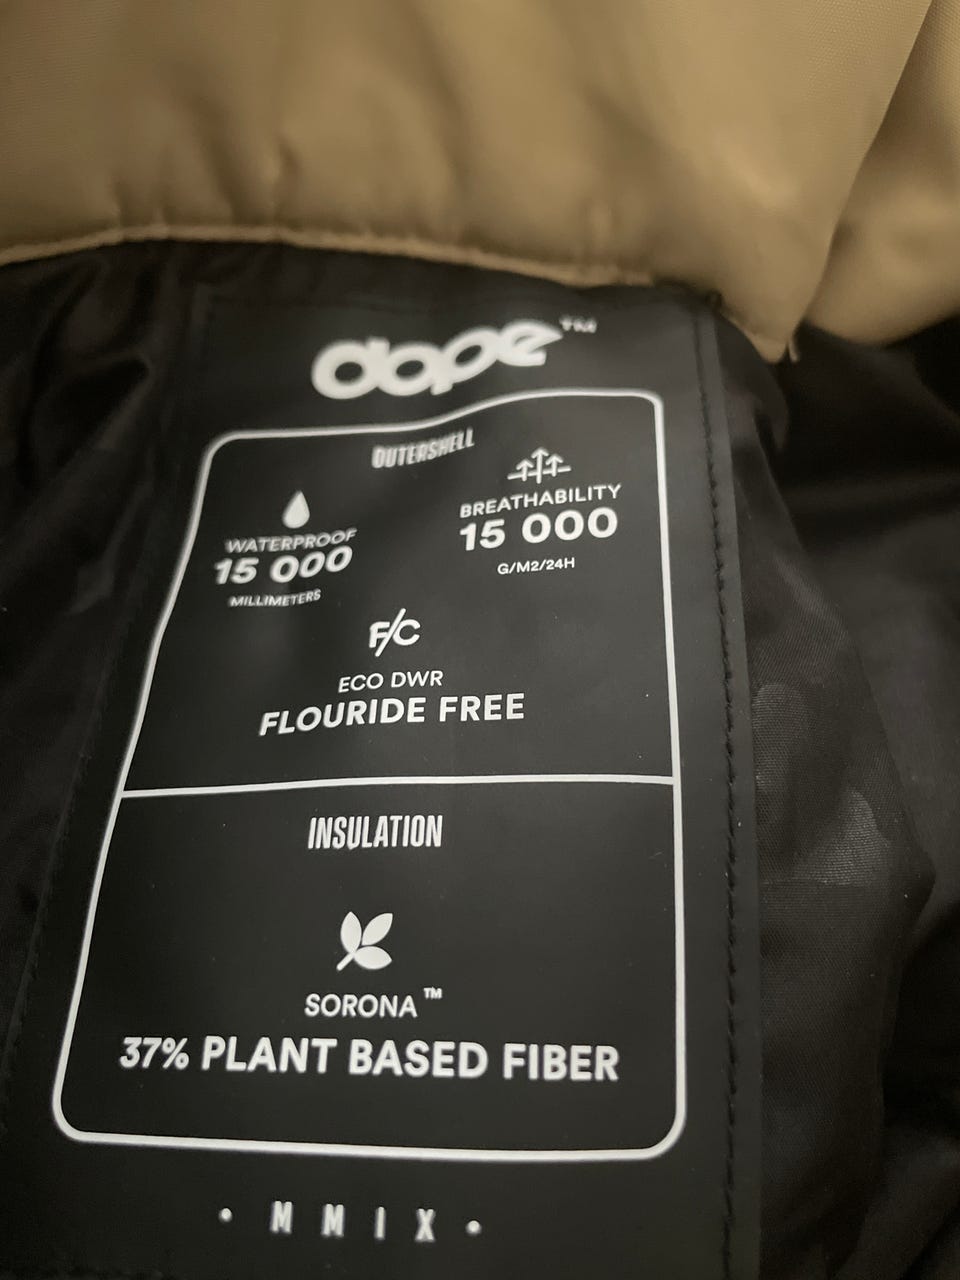 dope™
OUTERSHELL
WATERPROOF
15 000
MILLIMETERS
BREATHABILITY
15 000
G/M2/24H
F/C
ECO DWR
FLOURIDE FREE
INSULATION
SORONA™
37% PLANT BASED FIBER
• M M I X •